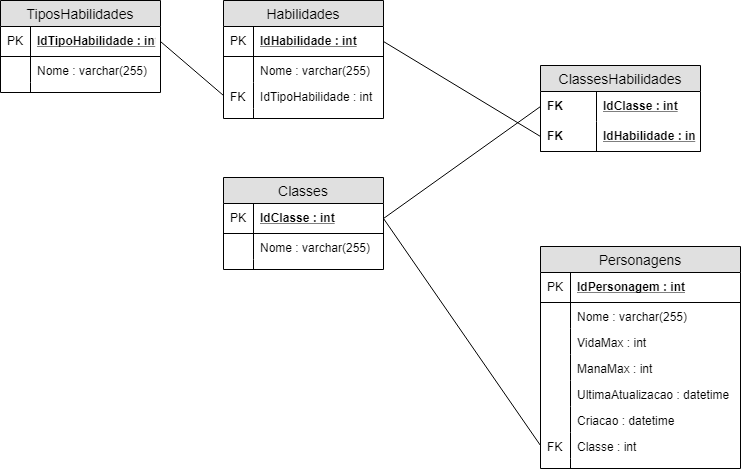 TiposHabilidades
PK IdTipoHabilidade : in
Nome : varchar(255)
Habilidades
PK IdHabilidade : int
Nome : varchar(255)
FK IdTipoHabilidade : int
ClassesHabilidades
FK IdClasse : int
FK IdHabilidade : in
Classes
PK IdClasse : int
Nome : varchar(255)
Personagens
PK IdPersonagem : int
Nome : varchar(255)
VidaMax : int
ManaMax : int
UltimaAtualizacao : datetime
Criacao : datetime
FK Classe : int